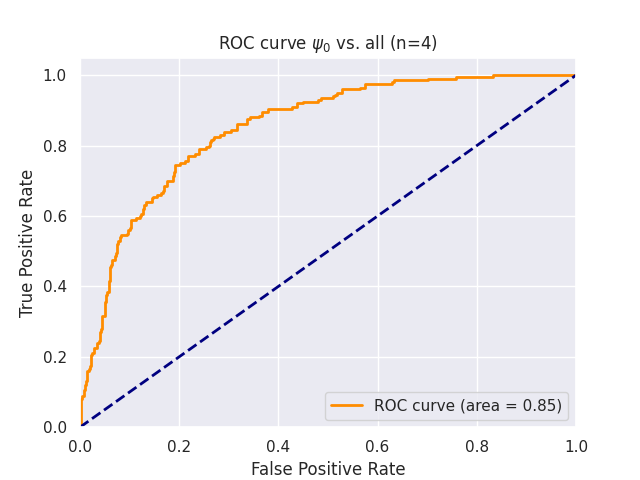 ROC curve ψ₀ vs. all (n=4)
1.0
0.8
0.6
0.4
0.2
0.0
True Positive Rate
ROC curve (area = 0.85)
0.0 0.2 0.4 0.6 0.8 1.0
False Positive Rate